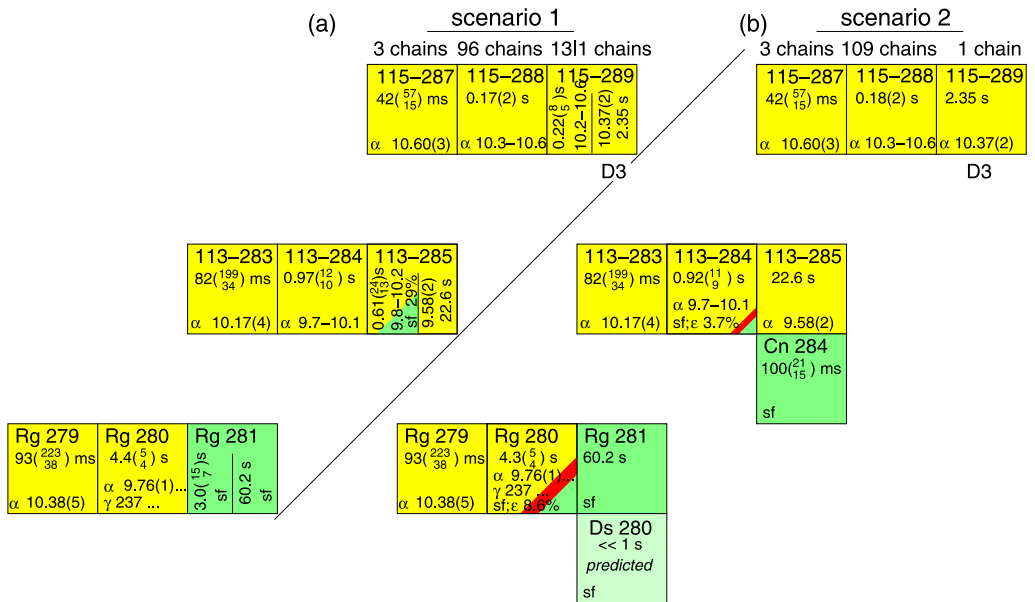 (a) scenario 1
3 chains 96 chains 13|1 chains
115–287 115–288 115–289
42(57/15) ms 0.17(2) s 0.22(8/5)s 10.2–10.6 10.37(2) 2.35 s
α 10.60(3) α 10.3–10.6
D3
113–283 113–284 113–285
82(199/34) ms 0.97(12/10) s 0.61(24/13)s 9.8–10.2 sf 29% 9.58(2) 22.6 s
α 10.17(4) α 9.7–10.1
Rg 279 Rg 280 Rg 281
93(223/38) ms 4.4(5/4) s 3.0(15/7)s sf 60.2 s sf
α 9.76(1)...
α 10.38(5) γ 237 ...
(b) scenario 2
3 chains 109 chains 1 chain
115–287 115–288 115–289
42(57/15) ms 0.18(2) s 2.35 s
α 10.60(3) α 10.3–10.6 α 10.37(2)
D3
113–283 113–284 113–285
82(199/34) ms 0.92(11/9) s 22.6 s
α 9.7–10.1
α 10.17(4) sf;ε 3.7% α 9.58(2)
Cn 284
100(21/15) ms
sf
Rg 279 Rg 280 Rg 281
93(223/38) ms 4.3(5/4) s 60.2 s
α 9.76(1)...
γ 237 ...
α 10.38(5) sf;ε 8.6% sf
Ds 280
<< 1 s
predicted
sf